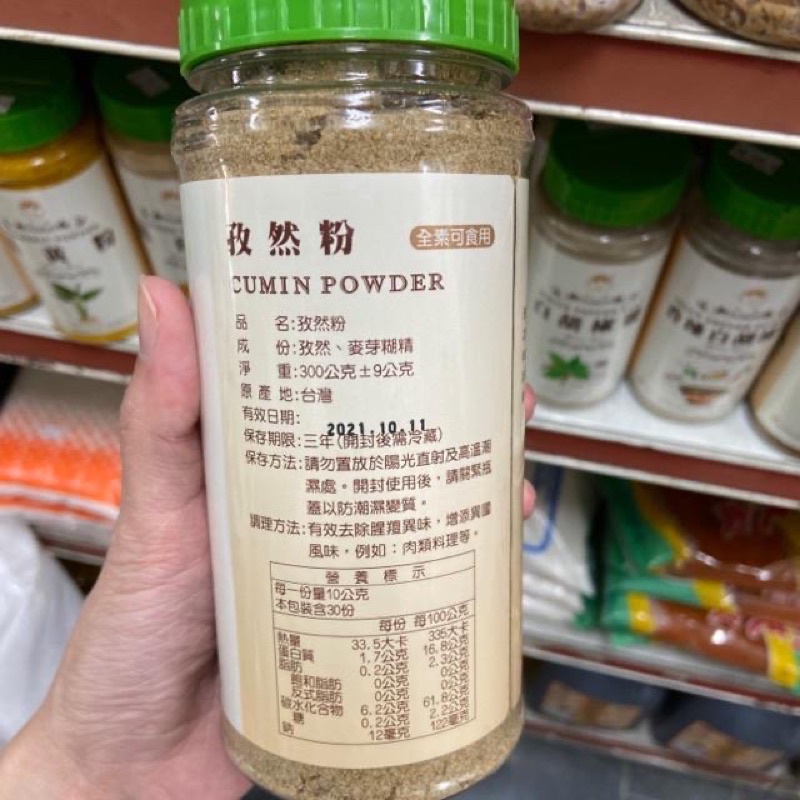 孜然粉
全素可食用
CUMIN POWDER
品 名:孜然粉
成 份:孜然、麥芽糊精
淨 重:300公克±9公克
原 產 地:台灣
有效日期:
2021.10.11
保存期限:三年(開封後需冷藏)
保存方法:請勿置放於陽光直射及高溫潮
濕處。開封使用後,請關緊瓶
蓋以防潮濕變質。
調理方法:有效去除腥羶異味,增添異國
風味,例如:肉類料理等。
營 養 標 示
每一份量10公克
本包裝含30份
每份 每100公克
熱量 33.5大卡 335大卡
蛋白質 1.7公克 16.8公克
脂肪 0.2公克 2.3公克
飽和脂肪 0公克 0公克
反式脂肪 0公克 0公克
碳水化合物 6.2公克 61.8公克
糖 0.2公克 2.2公克
鈉 12毫克 122毫克
白胡椒
香辣白胡椒